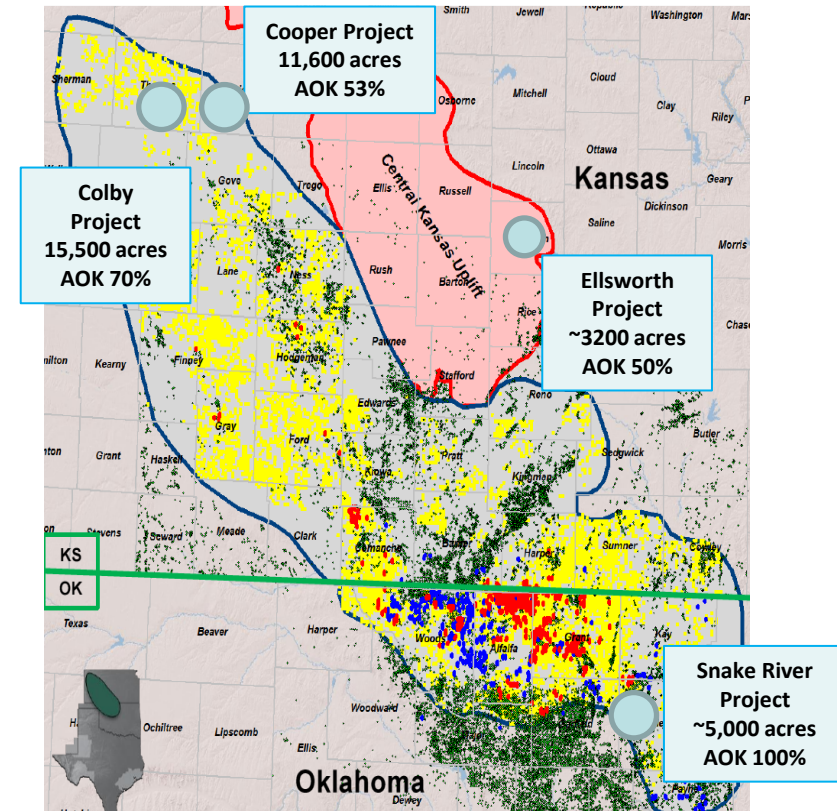 Smith
Jewell
Washington
Cooper Project
11,600 acres
AOK 53%
Sherman
Osborne
Mitchell
Cloud
Clay
Riley
Ottawa
Lincoln
Kansas
Geary
Colby
Project
15,500 acres
AOK 70%
Gove
Trego
Ellis
Russell
Central Kansas Uplift
Saline
Dickinson
Morris
Lane
Ness
Rush
Barton
Rice
Ellsworth
Project
~3200 acres
AOK 50%
Kearny
Finney
Hodgeman
Pawnee
Stafford
Edwards
Reno
Grant
Haskell
Gray
Ford
Kiowa
Pratt
Kingman
Sedgwick
Butler
Stevens
Seward
Meade
Clark
Comanche
Barber
Harper
Sumner
Cowley
KS
OK
Texas
Beaver
Harper
Woods
Alfalfa
Grant
Kay
Snake River
Project
~5,000 acres
AOK 100%
Ochiltree
Lipscomb
Ellis
Woodward
Major
Garfield
Payne
Dewey
Oklahoma